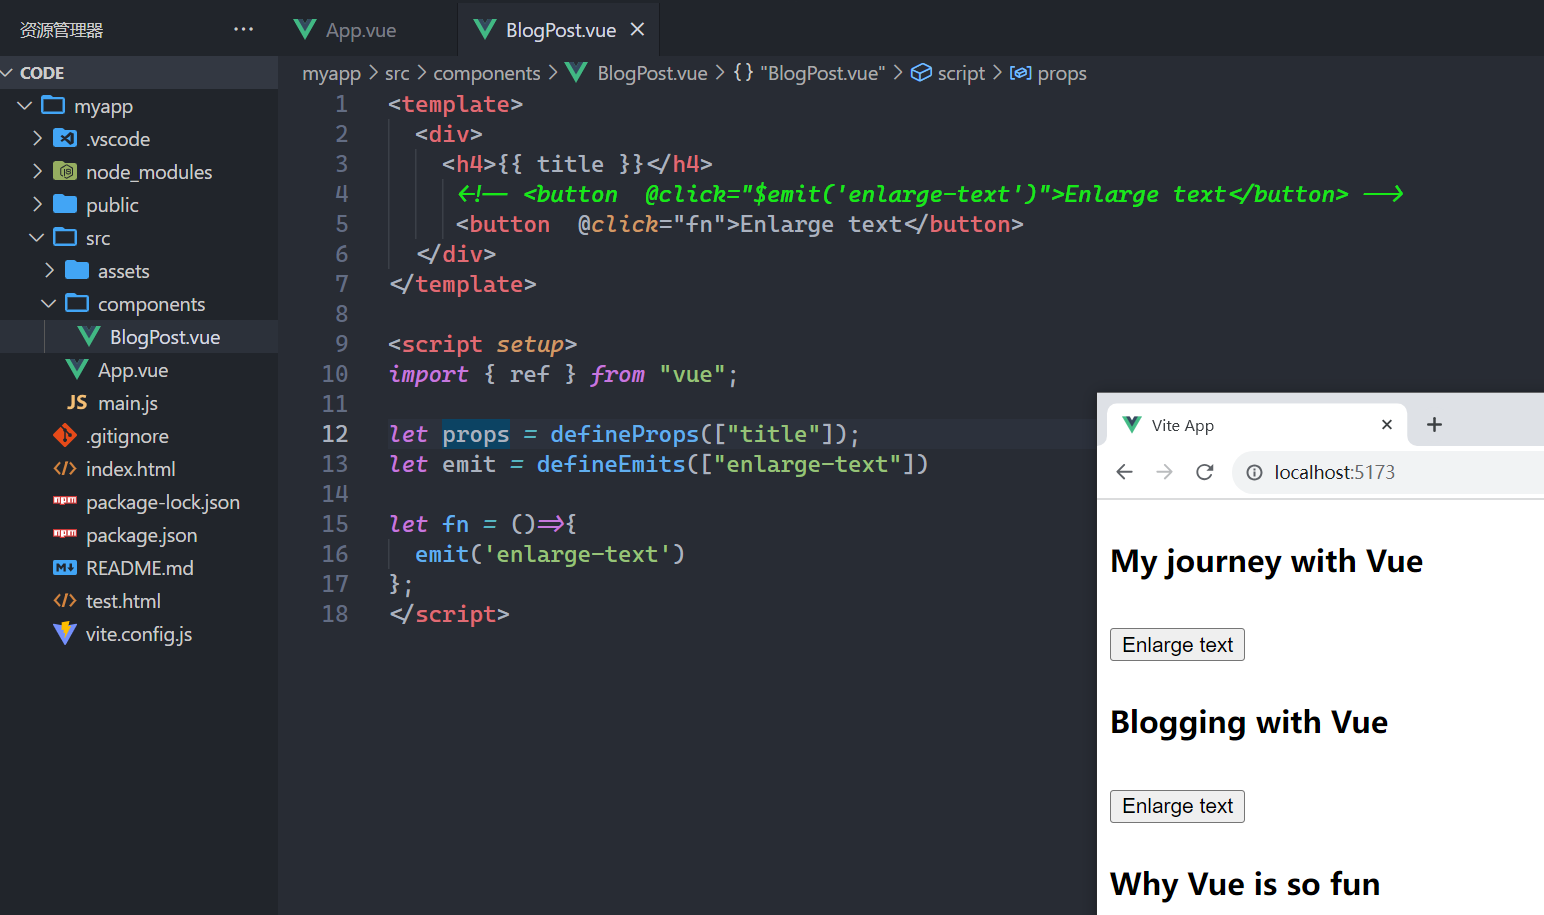 资源管理器 ···
CODE
myapp
.vscode
node_modules
public
src
assets
components
BlogPost.vue
App.vue
JS main.js
.gitignore
</> index.html
npm package-lock.json
npm package.json
M↓ README.md
</> test.html
vite.config.js
App.vue
BlogPost.vue ×
myapp > src > components > BlogPost.vue > {} "BlogPost.vue" > script > props
1 <template>
2 <div>
3 <h4>{{ title }}</h4>
4 <!-- <button  @click="$emit('enlarge-text')">Enlarge text</button> -->
5 <button  @click="fn">Enlarge text</button>
6 </div>
7 </template>
8
9 <script setup>
10 import { ref } from "vue";
11
12 let props = defineProps(["title"]);
13 let emit = defineEmits(["enlarge-text"])
14
15 let fn = ()=>{
16 emit('enlarge-text')
17 };
18 </script>
Vite App × +
localhost:5173
My journey with Vue
Enlarge text
Blogging with Vue
Enlarge text
Why Vue is so fun